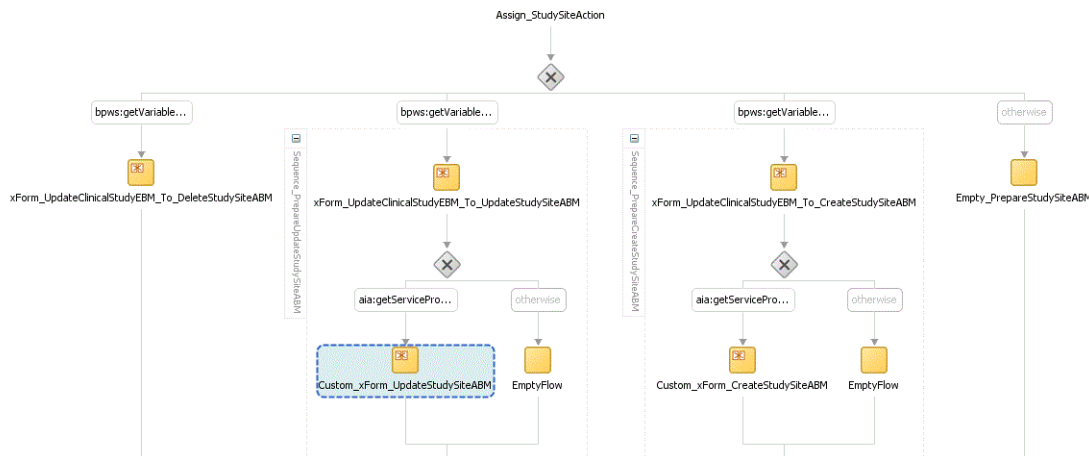 Assign_StudySiteAction
bpws:getVariable...
bpws:getVariable...
bpws:getVariable...
otherwise
Sequence_PrepareUpdateStudySiteABM
Sequence_PrepareCreateStudySiteABM
xForm_UpdateClinicalStudyEBM_To_DeleteStudySiteABM
xForm_UpdateClinicalStudyEBM_To_UpdateStudySiteABM
xForm_UpdateClinicalStudyEBM_To_CreateStudySiteABM
Empty_PrepareStudySiteABM
aia:getServicePro...
otherwise
aia:getServicePro...
otherwise
Custom_xForm_UpdateStudySiteABM
EmptyFlow
Custom_xForm_CreateStudySiteABM
EmptyFlow